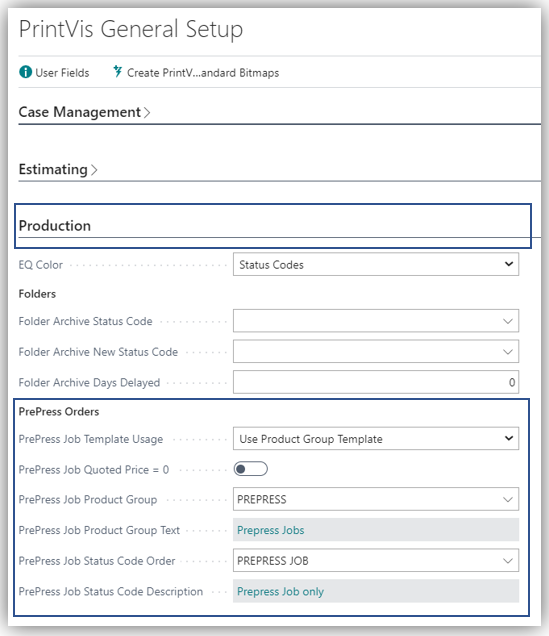 PrintVis General Setup
User Fields Create PrintV...andard Bitmaps
Case Management
Estimating
Production
EQ Color Status Codes
Folders
Folder Archive Status Code
Folder Archive New Status Code
Folder Archive Days Delayed 0
PrePress Orders
PrePress Job Template Usage Use Product Group Template
PrePress Job Quoted Price = 0
PrePress Job Product Group PREPRESS
PrePress Job Product Group Text Prepress Jobs
PrePress Job Status Code Order PREPRESS JOB
PrePress Job Status Code Description Prepress Job only